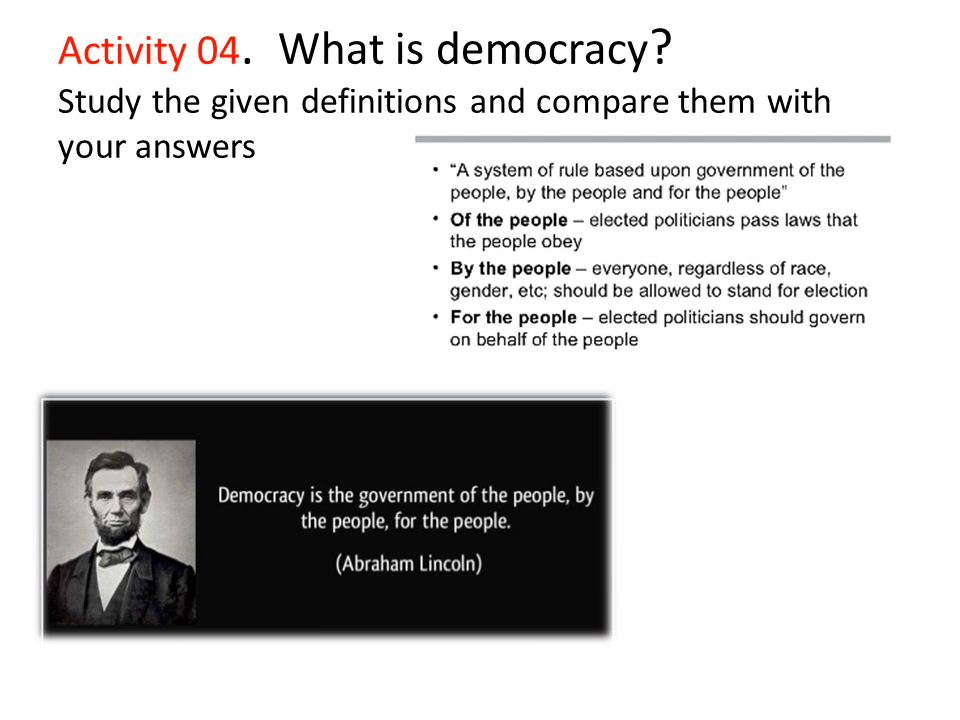 Activity 04.  What is democracy?
Study the given definitions and compare them with
your answers
• “A system of rule based upon government of the
people, by the people and for the people”
• Of the people – elected politicians pass laws that
the people obey
• By the people – everyone, regardless of race,
gender, etc; should be allowed to stand for election
• For the people – elected politicians should govern
on behalf of the people
Democracy is the government of the people, by
the people, for the people.
(Abraham Lincoln)